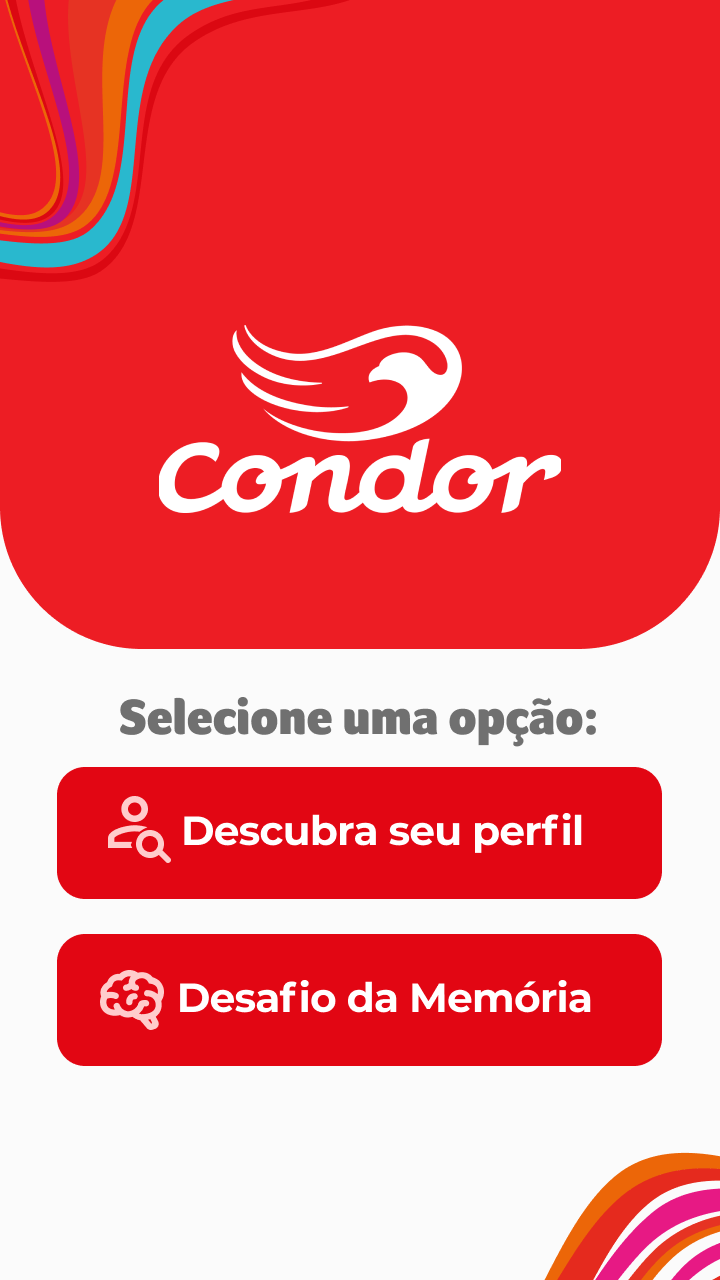 Condor
Selecione uma opção:
Descubra seu perfil
Desafio da Memória